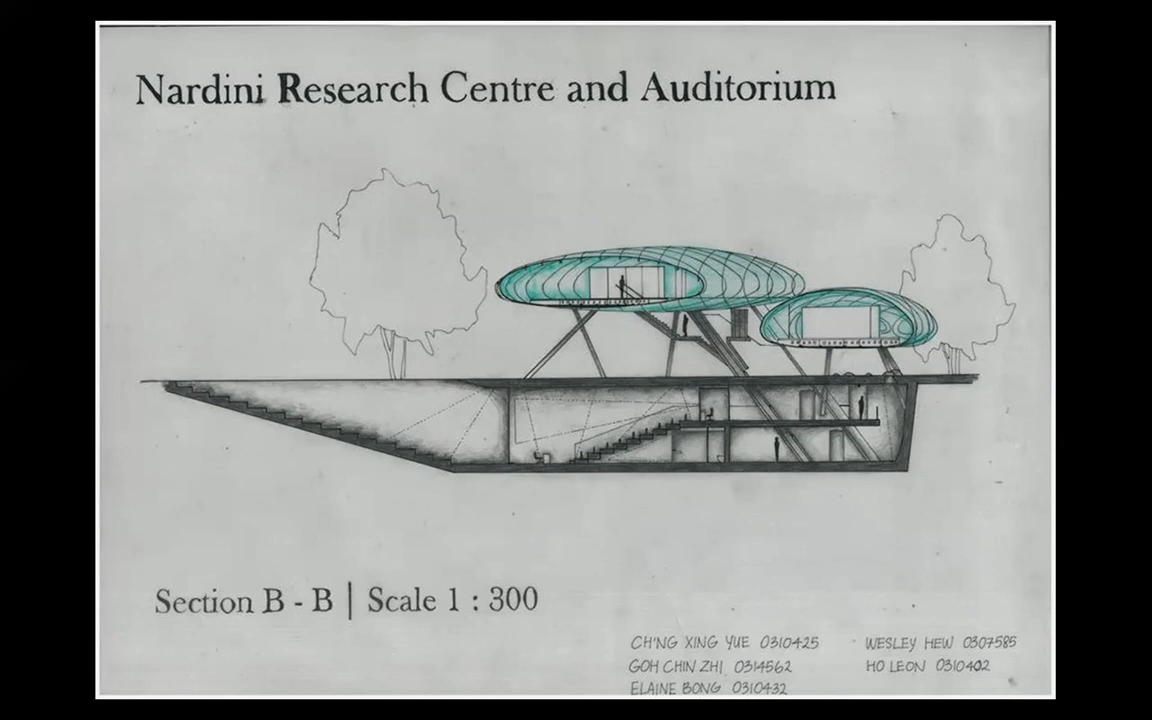 Nardini Research Centre and Auditorium
Section B - B | Scale 1 : 300
CH'NG XING YUE 0310425
GOH CHIN ZHI 0314562
ELAINE BONG 0310432
WESLEY HEW 0307585
HO LEON 0310402